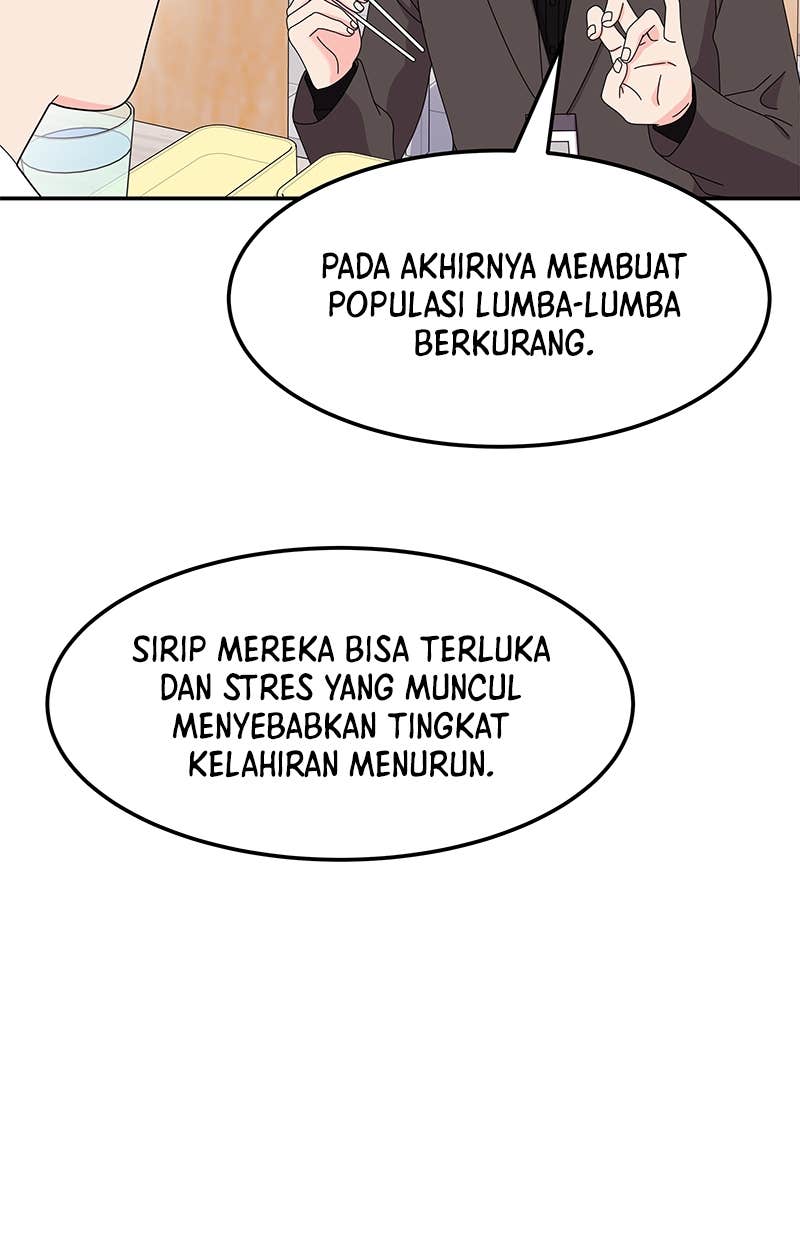 PADA AKHIRNYA MEMBUAT
POPULASI LUMBA-LUMBA
BERKURANG.
SIRIP MEREKA BISA TERLUKA
DAN STRES YANG MUNCUL
MENYEBABKAN TINGKAT
KELAHIRAN MENURUN.